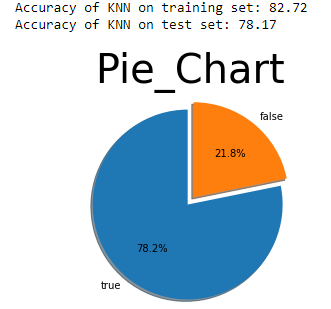 Accuracy of KNN on training set: 82.72
Accuracy of KNN on test set: 78.17
Pie_Chart
false
21.8%
78.2%
true